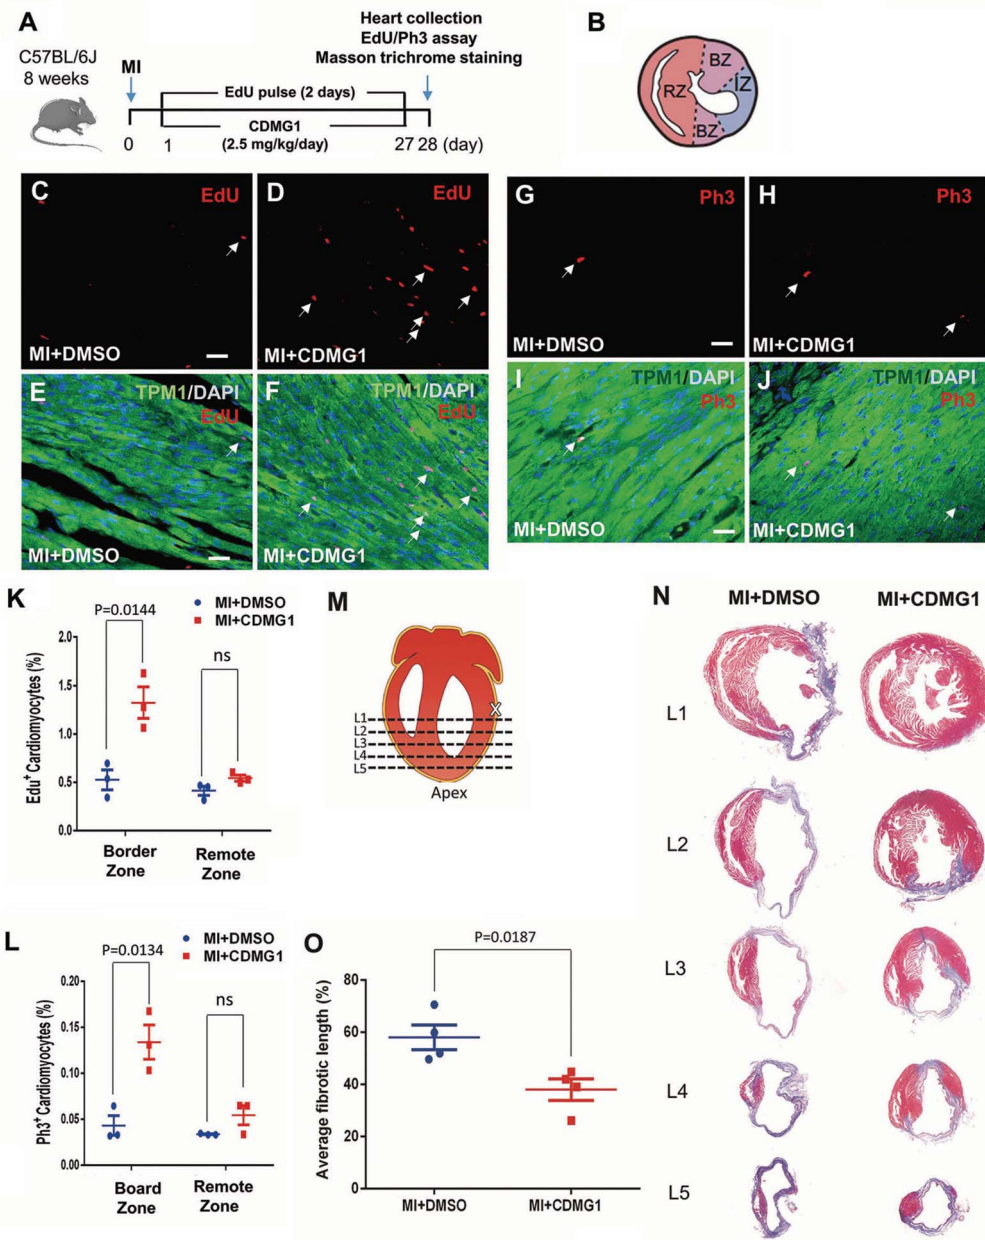 A
C57BL/6J
8 weeks
MI
Heart collection
EdU/Ph3 assay
Masson trichrome staining
EdU pulse (2 days)
CDMG1
(2.5 mg/kg/day)
0
1
27 28 (day)
B
RZ
BZ
IZ
BZ
C
EdU
MI+DMSO
D
EdU
MI+CDMG1
G
Ph3
MI+DMSO
H
Ph3
MI+CDMG1
E
TPM1/DAPI
EdU
MI+DMSO
F
TPM1/DAPI
EdU
MI+CDMG1
I
TPM1/DAPI
Ph3
MI+DMSO
J
TPM1/DAPI
Ph3
MI+CDMG1
K
MI+DMSO
MI+CDMG1
P=0.0144
ns
Edu+ Cardiomyocytes (%)
2.0
1.5
1.0
0.5
0.0
Border
Zone
Remote
Zone
M
X
L1
L2
L3
L4
L5
Apex
N
MI+DMSO
MI+CDMG1
L1
L2
L3
L4
L5
L
MI+DMSO
MI+CDMG1
P=0.0134
ns
Ph3+ Cardiomyocytes (%)
0.20
0.15
0.10
0.05
0.00
Board
Zone
Remote
Zone
O
P=0.0187
Average fibrotic length (%)
80
60
40
20
0
MI+DMSO
MI+CDMG1